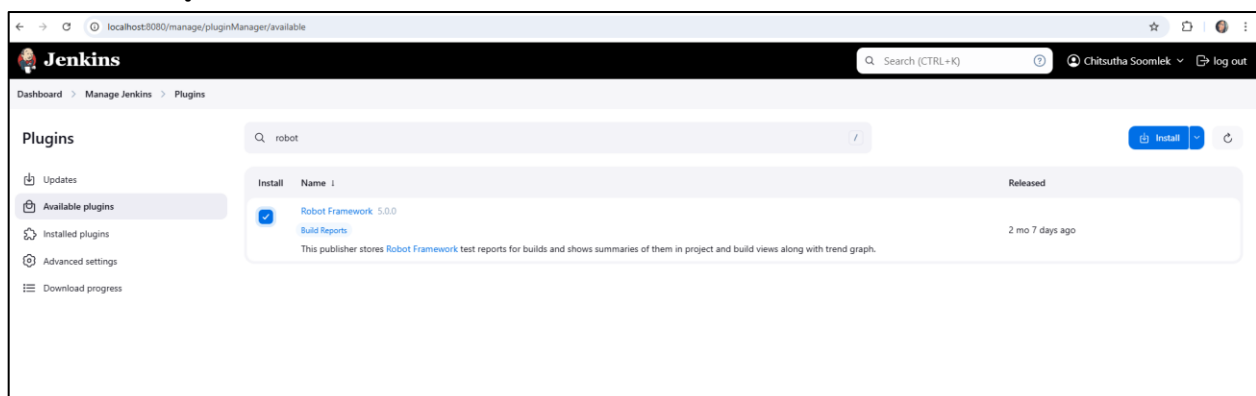 localhost:8080/manage/pluginManager/available
Jenkins
Search (CTRL+K)
Chitsutha Soomlek
log out
Dashboard > Manage Jenkins > Plugins
Plugins
robot
/
Install
Updates
Available plugins
Installed plugins
Advanced settings
Download progress
Install Name ↓ Released
Robot Framework 5.0.0
Build Reports
This publisher stores Robot Framework test reports for builds and shows summaries of them in project and build views along with trend graph.
2 mo 7 days ago